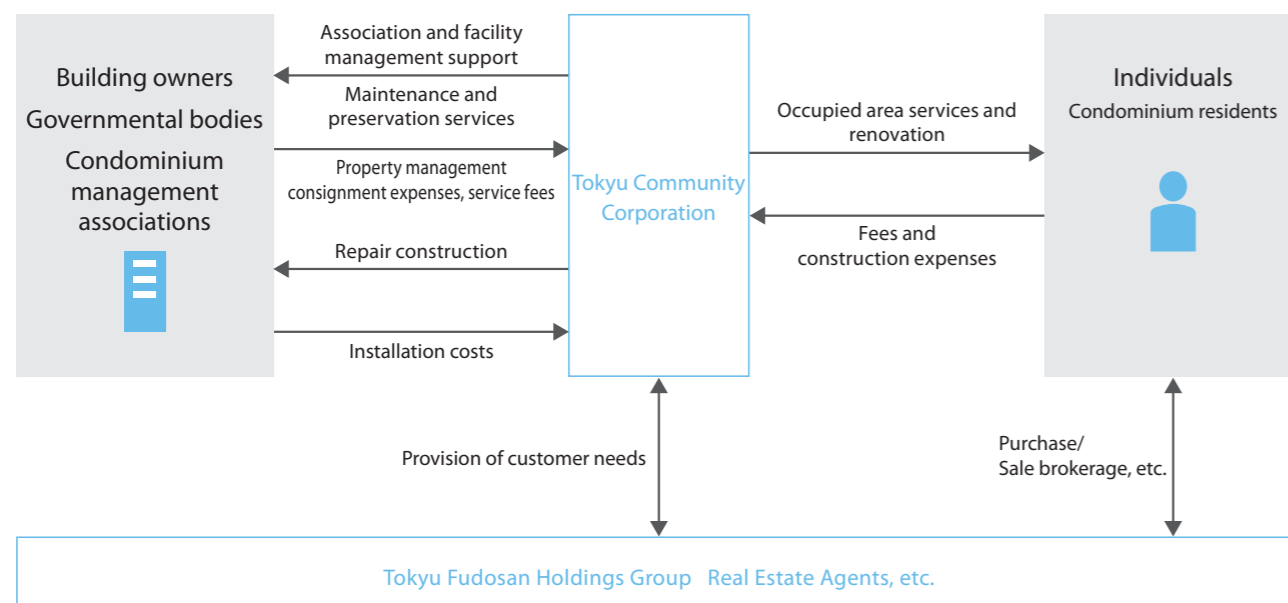 Building owners
Governmental bodies
Condominium
management
associations
Association and facility
management support
Maintenance and
preservation services
Property management
consignment expenses, service fees
Repair construction
Installation costs
Tokyu Community
Corporation
Occupied area services and
renovation
Fees and
construction expenses
Individuals
Condominium residents
Provision of customer needs
Purchase/
Sale brokerage, etc.
Tokyu Fudosan Holdings Group Real Estate Agents, etc.